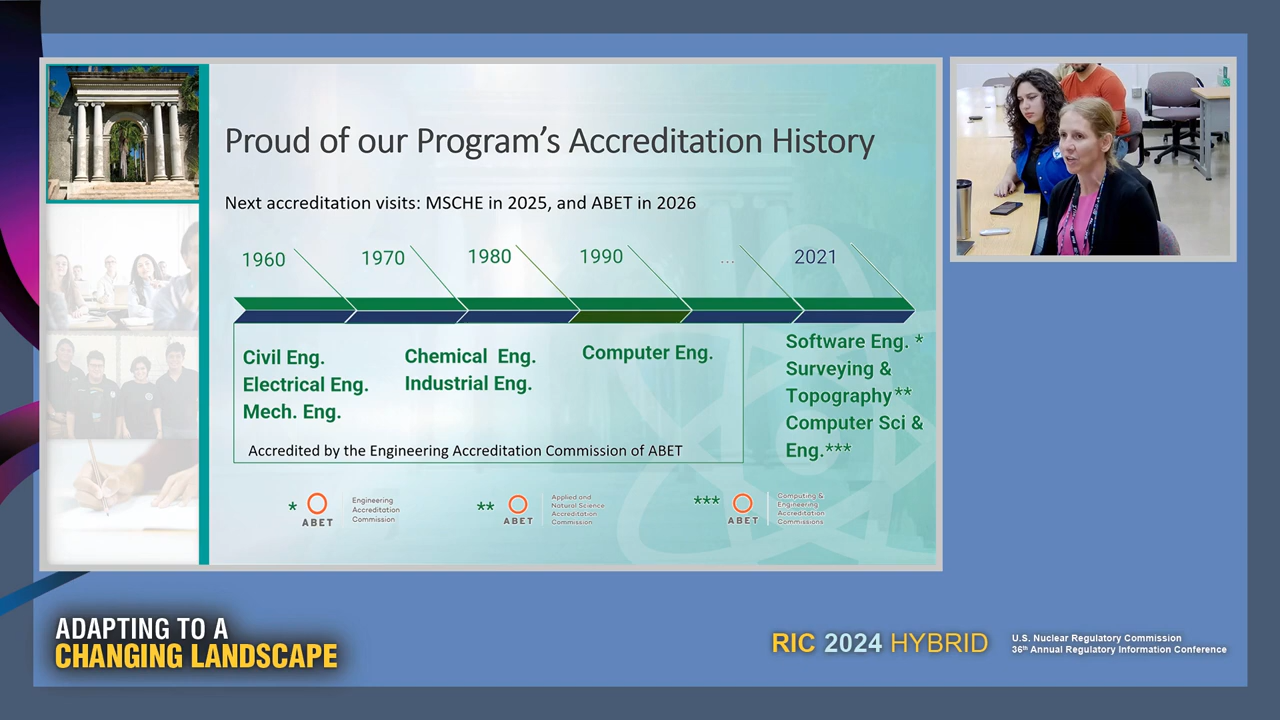 Proud of our Program's Accreditation History
Next accreditation visits: MSCHE in 2025, and ABET in 2026
1960
1970
1980
1990
...
2021
Civil Eng.
Electrical Eng.
Mech. Eng.
Chemical Eng.
Industrial Eng.
Computer Eng.
Software Eng. *
Surveying &
Topography**
Computer Sci &
Eng.***
Accredited by the Engineering Accreditation Commission of ABET
*
ABET
Engineering
Accreditation
Commission
**
ABET
Applied and
Natural Science
Accreditation
Commission
***
ABET
Computing &
Engineering
Accreditation
Commissions
ADAPTING TO A
CHANGING LANDSCAPE
RIC 2024 HYBRID
U.S. Nuclear Regulatory Commission
36th Annual Regulatory Information Conference